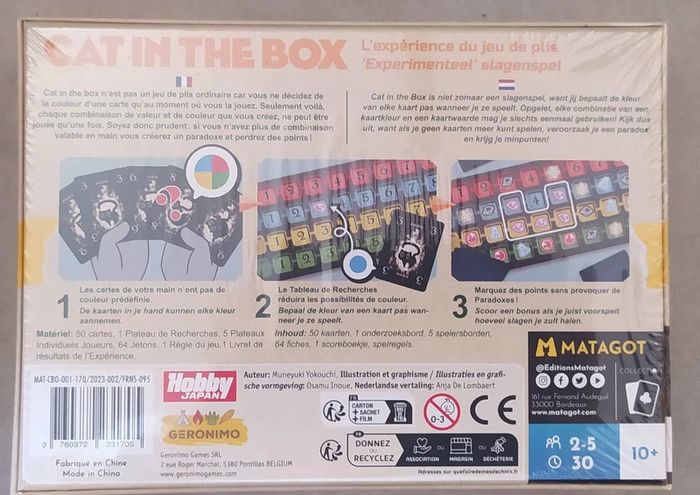 CAT IN THE BOX
L'expérience du jeu de plis
'Experimenteel' slagenspel
Cat in the box n'est pas un jeu de plis ordinaire car vous ne décidez de
la couleur d'une carte qu'au moment où vous la jouez. Seulement voilà,
chaque combinaison de valeur et de couleur que vous créez, ne peut être
jouée qu'une fois. Soyez donc prudent : si vous n'avez plus de combinaison
valable en main vous créerez un paradoxe et perdrez des points !
Cat in the Box is niet zomaar een slagenspel, want jij bepaalt de kleur
van elke kaart pas wanneer je ze speelt. Opgelet, elke combinatie van een
kaartkleur en een kaartwaarde mag je slechts eenmaal gebruiken! Kijk dus
uit, want als je geen kaarten meer kunt spelen, veroorzaak je een paradox
en krijg je minpunten!
1
Les cartes de votre main n'ont pas de
couleur prédéfinie.
De kaarten in je hand kunnen elke kleur
aannemen.
2
Le Tableau de Recherches
réduira les possibilités de couleur.
Bepaal de kleur van een kaart pas wan-
neer je ze speelt.
3
Marquez des points sans provoquer de
Paradoxes !
Scoor een bonus als je juist voorspelt
hoeveel slagen je zult halen.
Matériel: 50 cartes, 1 Plateau de Recherches, 5 Plateaux
Individuels Joueurs, 64 Jetons, 1 Règle du jeu, 1 Livret de
résultats de l'Expérience.
Inhoud: 50 kaarten, 1 onderzoeksbord, 5 spelersborden,
64 fiches, 1 scoreboekje, spelregels.
MAT-CBO-001-170/2023-002/FRNS-095
3 760372 231705
Fabriqué en Chine
Made in China
Hobby
JAPAN
GERONIMO
Geronimo Games SRL
2 rue Roger Marchal, 5380 Pontillas BELGIUM
www.geronimogames.com
Auteur: Muneyuki Yokouchi, Illustration et graphisme / Illustraties en grafi-
sche vormgeving: Osamu Inoue, Nederlandse vertaling: Anja De Lombaert
FR
CARTON
+ SACHET
+ FILM
BAC DE TRI
0-3
CE
FR
DONNEZ
ou
RECYCLEZ
ASSOCIATION
ou
MAGASIN
ou
DÉCHÈTERIE
Adresses sur quefairedemesdechets.fr
MATAGOT
@EditionsMatagot
161 rue Fernand Audeguil
33000 Bordeaux
www.matagot.com
COLLECTION
2-5
30
10+